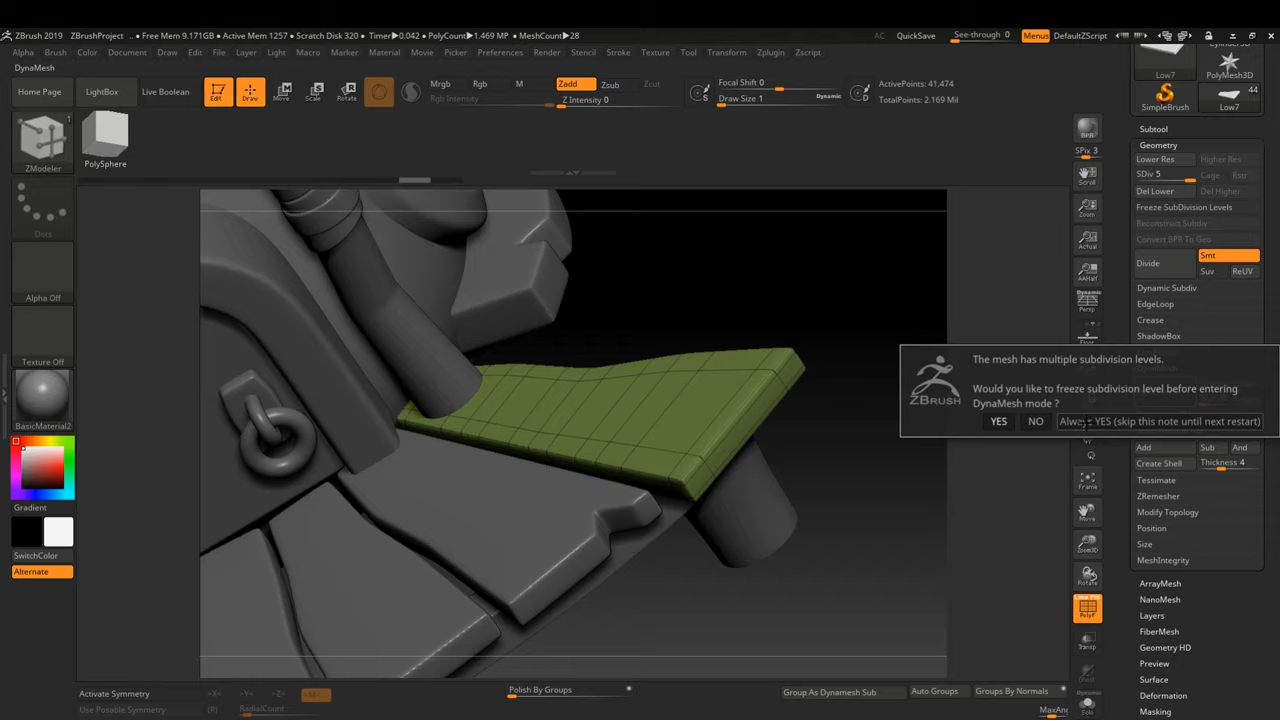 ZBrush 2019 ZBrushProject .. • Free Mem 9.171GB • Active Mem 1257 • Scratch Disk 320 • Timer▶0.042 • PolyCount▶1.469 MP • MeshCount▶28
AC QuickSave See-through 0 Menus DefaultZScript
Alpha Brush Color Document Draw Edit File Layer Light Macro Marker Material Movie Picker Preferences Render Stencil Stroke Texture Tool Transform Zplugin Zscript
DynaMesh
Home Page LightBox Live Boolean Edit Draw Move Scale Rotate
Mrgb Rgb M Zadd Zsub Zcut
Rgb Intensity Z Intensity 0
S Focal Shift 0
Draw Size 1 Dynamic D
ActivePoints: 41,474
TotalPoints: 2.169 Mil
1
ZModeler
PolySphere
Dots
Alpha Off
Texture Off
BasicMaterial2
Gradient
SwitchColor
Alternate
BPR
SPix 3
Scroll
Zoom
Actual
AAHalf
Dynamic
Persp
Frame
Move
Zoom3D
Rotate
Line Fill
PolyF
Transp
Dynamic
Solo
Low7
PolyMesh3D
SimpleBrush
44
Low7
Subtool
Geometry
Lower Res Higher Res
SDiv 5 Cage Rstr
Del Lower Del Higher
Freeze SubDivision Levels
Reconstruct Subdiv
Convert BPR To Geo
Divide Smt
Suv ReUV
Dynamic Subdiv
EdgeLoop
Crease
ShadowBox
The mesh has multiple subdivision levels.
Would you like to freeze subdivision level before entering
DynaMesh mode ?
YES NO Always YES (skip this note until next restart)
ZBRUSH
Add Sub And
Create Shell Thickness 4
Tessimate
ZRemesher
Modify Topology
Position
Size
MeshIntegrity
ArrayMesh
NanoMesh
Layers
FiberMesh
Geometry HD
Preview
Surface
Deformation
Masking
Activate Symmetry >X< >Y< >Z< >M<
Use Posable Symmetry (R) RadialCount
Polish By Groups
Group As Dynamesh Sub Auto Groups Groups By Normals
MaxAn